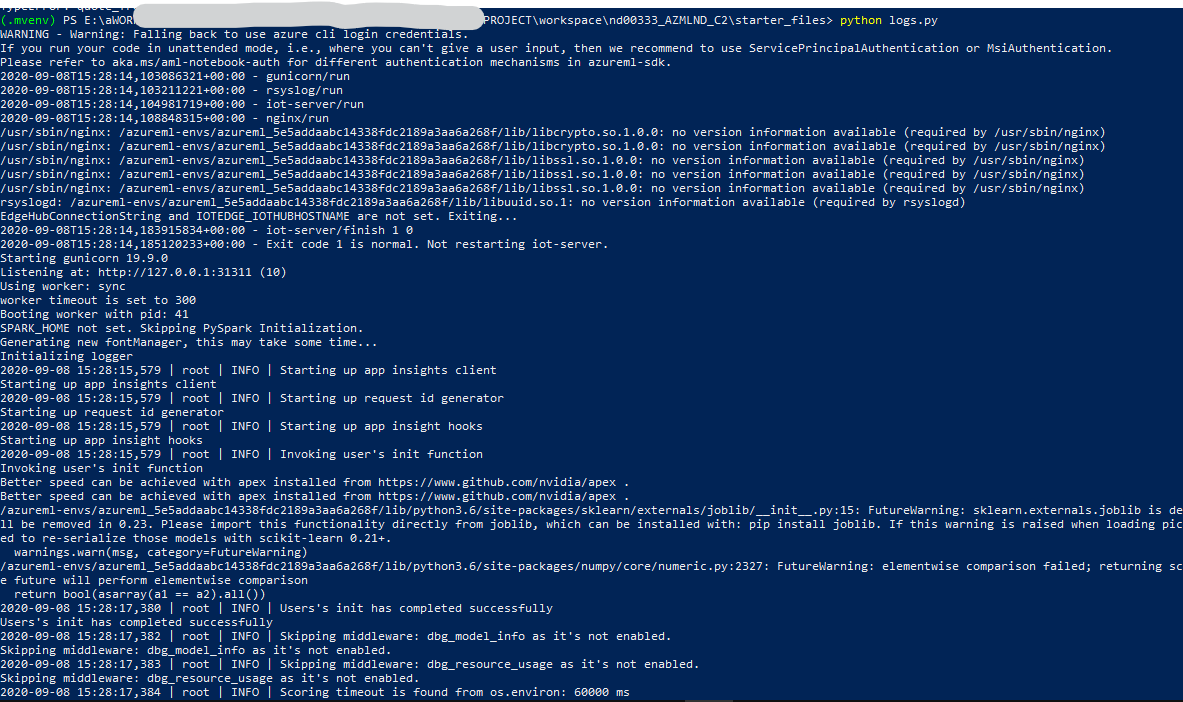 (.mvenv) PS E:\aWOR PROJECT\workspace\nd00333_AZMLND_C2\starter_files> python logs.py
WARNING - Warning: Falling back to use azure cli login credentials.
If you run your code in unattended mode, i.e., where you can't give a user input, then we recommend to use ServicePrincipalAuthentication or MsiAuthentication.
Please refer to aka.ms/aml-notebook-auth for different authentication mechanisms in azureml-sdk.
2020-09-08T15:28:14,103086321+00:00 - gunicorn/run
2020-09-08T15:28:14,103211221+00:00 - rsyslog/run
2020-09-08T15:28:14,104981719+00:00 - iot-server/run
2020-09-08T15:28:14,108848315+00:00 - nginx/run
/usr/sbin/nginx: /azureml-envs/azureml_5e5addaabc14338fdc2189a3aa6a268f/lib/libcrypto.so.1.0.0: no version information available (required by /usr/sbin/nginx)
/usr/sbin/nginx: /azureml-envs/azureml_5e5addaabc14338fdc2189a3aa6a268f/lib/libcrypto.so.1.0.0: no version information available (required by /usr/sbin/nginx)
/usr/sbin/nginx: /azureml-envs/azureml_5e5addaabc14338fdc2189a3aa6a268f/lib/libssl.so.1.0.0: no version information available (required by /usr/sbin/nginx)
/usr/sbin/nginx: /azureml-envs/azureml_5e5addaabc14338fdc2189a3aa6a268f/lib/libssl.so.1.0.0: no version information available (required by /usr/sbin/nginx)
/usr/sbin/nginx: /azureml-envs/azureml_5e5addaabc14338fdc2189a3aa6a268f/lib/libssl.so.1.0.0: no version information available (required by /usr/sbin/nginx)
rsyslogd: /azureml-envs/azureml_5e5addaabc14338fdc2189a3aa6a268f/lib/libuuid.so.1: no version information available (required by rsyslogd)
EdgeHubConnectionString and IOTEDGE_IOTHUBHOSTNAME are not set. Exiting...
2020-09-08T15:28:14,183915834+00:00 - iot-server/finish 1 0
2020-09-08T15:28:14,185120233+00:00 - Exit code 1 is normal. Not restarting iot-server.
Starting gunicorn 19.9.0
Listening at: http://127.0.0.1:31311 (10)
Using worker: sync
worker timeout is set to 300
Booting worker with pid: 41
SPARK_HOME not set. Skipping PySpark Initialization.
Generating new fontManager, this may take some time...
Initializing logger
2020-09-08 15:28:15,579 | root | INFO | Starting up app insights client
Starting up app insights client
2020-09-08 15:28:15,579 | root | INFO | Starting up request id generator
Starting up request id generator
2020-09-08 15:28:15,579 | root | INFO | Starting up app insight hooks
Starting up app insight hooks
2020-09-08 15:28:15,579 | root | INFO | Invoking user's init function
Invoking user's init function
Better speed can be achieved with apex installed from https://www.github.com/nvidia/apex .
Better speed can be achieved with apex installed from https://www.github.com/nvidia/apex .
/azureml-envs/azureml_5e5addaabc14338fdc2189a3aa6a268f/lib/python3.6/site-packages/sklearn/externals/joblib/__init__.py:15: FutureWarning: sklearn.externals.joblib is de
ll be removed in 0.23. Please import this functionality directly from joblib, which can be installed with: pip install joblib. If this warning is raised when loading pic
ed to re-serialize those models with scikit-learn 0.21+.
warnings.warn(msg, category=FutureWarning)
/azureml-envs/azureml_5e5addaabc14338fdc2189a3aa6a268f/lib/python3.6/site-packages/numpy/core/numeric.py:2327: FutureWarning: elementwise comparison failed; returning sc
e future will perform elementwise comparison
return bool(asarray(a1 == a2).all())
2020-09-08 15:28:17,380 | root | INFO | Users's init has completed successfully
Users's init has completed successfully
2020-09-08 15:28:17,382 | root | INFO | Skipping middleware: dbg_model_info as it's not enabled.
Skipping middleware: dbg_model_info as it's not enabled.
2020-09-08 15:28:17,383 | root | INFO | Skipping middleware: dbg_resource_usage as it's not enabled.
Skipping middleware: dbg_resource_usage as it's not enabled.
2020-09-08 15:28:17,384 | root | INFO | Scoring timeout is found from os.environ: 60000 ms